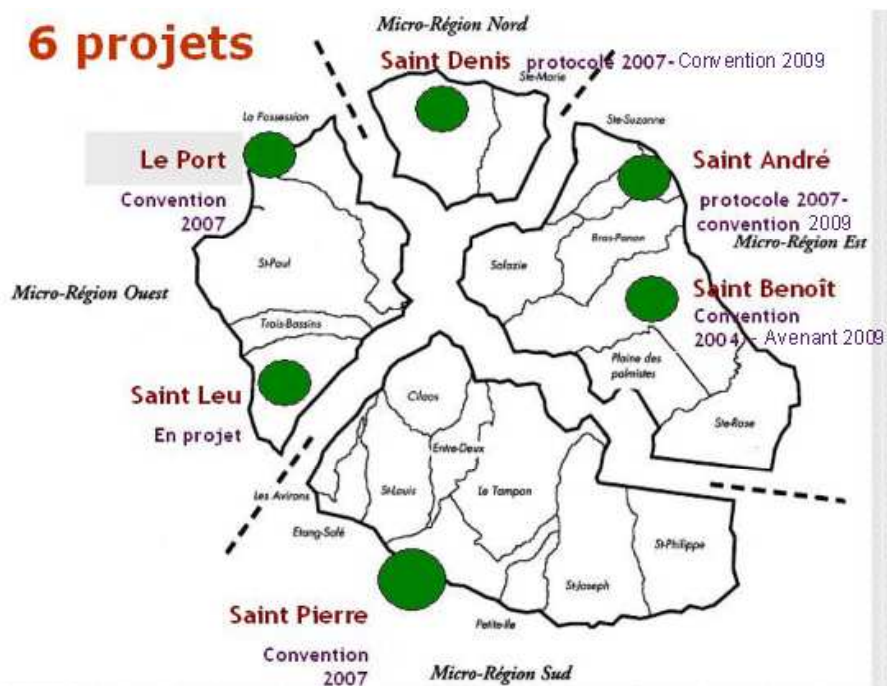 6 projets
Micro-Région Nord
Saint Denis protocole 2007- Convention 2009
Ste-Marie
La Possession
Ste-Suzanne
Le Port
Saint André
Convention
2007
protocole 2007-
convention 2009
Bras-Panon
Micro-Région Est
St-Paul
Salazie
Micro-Région Ouest
Saint Benoît
Convention
2004 - Avenant 2009
Trois-Bassins
Plaine des
palmistes
Saint Leu
Cilaos
Ste-Rose
En projet
Entre-Deux
Les Avirons
St-Louis
Le Tampon
Etang-Salé
St-Philippe
St-Joseph
Saint Pierre
Petite-Ile
Convention
2007
Micro-Région Sud